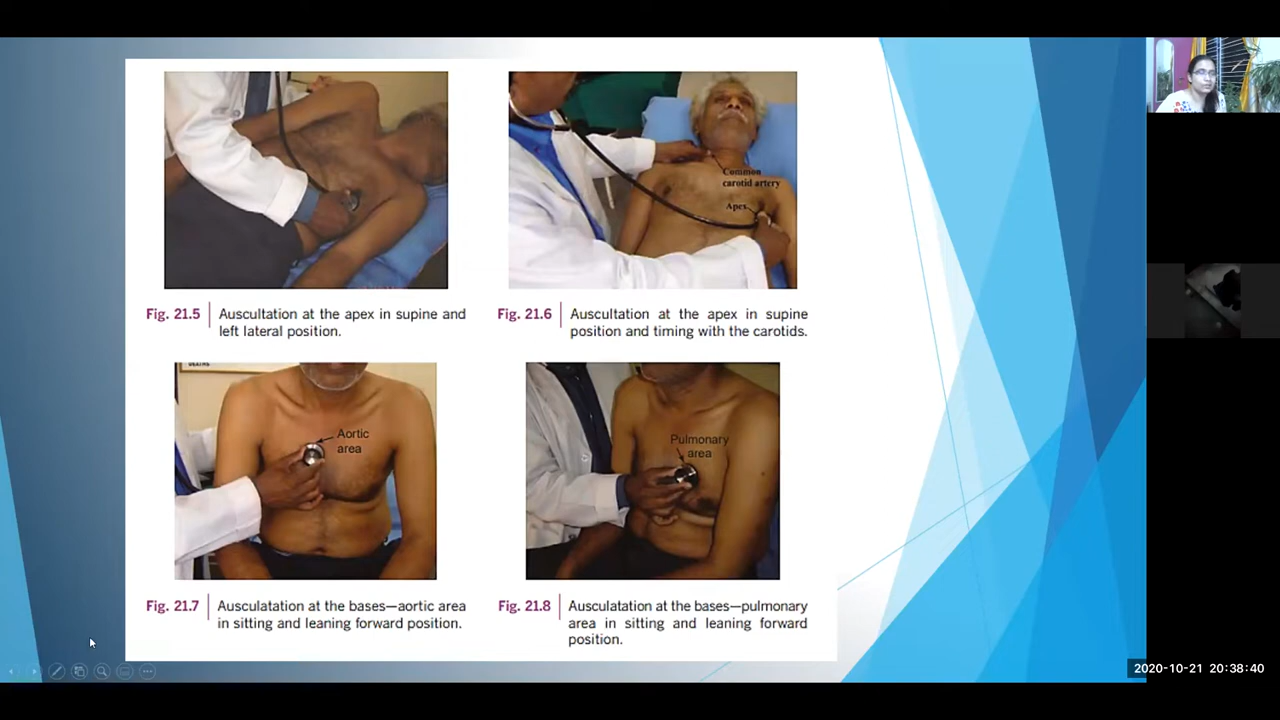 Common
carotid artery
Apex
Fig. 21.5
Auscultation at the apex in supine and
left lateral position.
Fig. 21.6
Auscultation at the apex in supine
position and timing with the carotids.
Aortic
area
Pulmonary
area
Fig. 21.7
Ausculatation at the bases—aortic area
in sitting and leaning forward position.
Fig. 21.8
Ausculatation at the bases—pulmonary
area in sitting and leaning forward
position.
2020-10-21 20:38:40